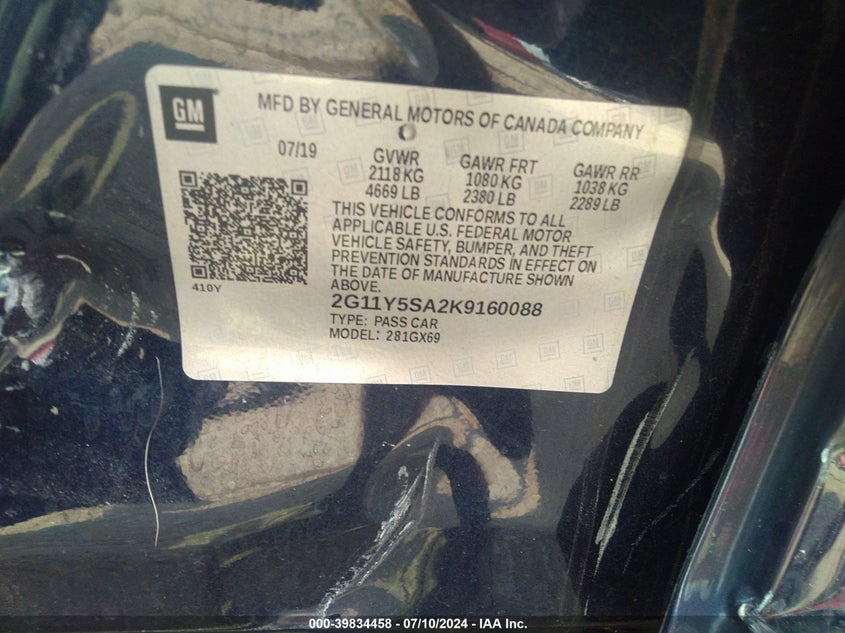 GM
MFD BY GENERAL MOTORS OF CANADA COMPANY
07/19
GVWR
2118 KG
4669 LB
GAWR FRT
1080 KG
2380 LB
GAWR RR
1038 KG
2289 LB
THIS VEHICLE CONFORMS TO ALL
APPLICABLE U.S. FEDERAL MOTOR
VEHICLE SAFETY, BUMPER, AND THEFT
PREVENTION STANDARDS IN EFFECT ON
THE DATE OF MANUFACTURE SHOWN
ABOVE.
410Y
2G11Y5SA2K9160088
TYPE: PASS CAR
MODEL: 281GX69
000-39834458 - 07/10/2024 - IAA Inc.